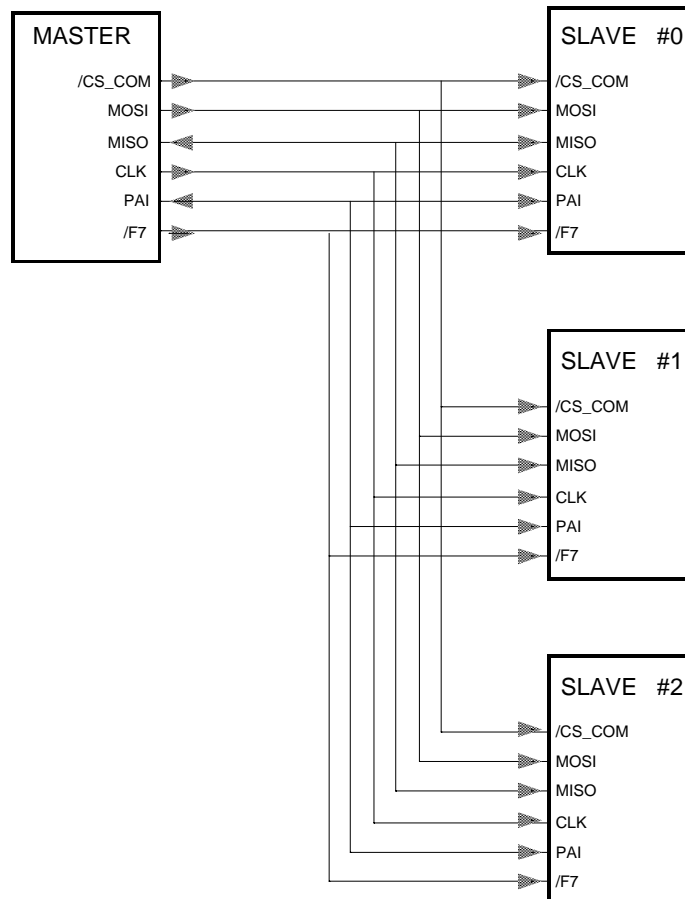 MASTER
/CS_COM
MOSI
MISO
CLK
PAI
/F7
SLAVE #0
/CS_COM
MOSI
MISO
CLK
PAI
/F7
SLAVE #1
/CS_COM
MOSI
MISO
CLK
PAI
/F7
SLAVE #2
/CS_COM
MOSI
MISO
CLK
PAI
/F7